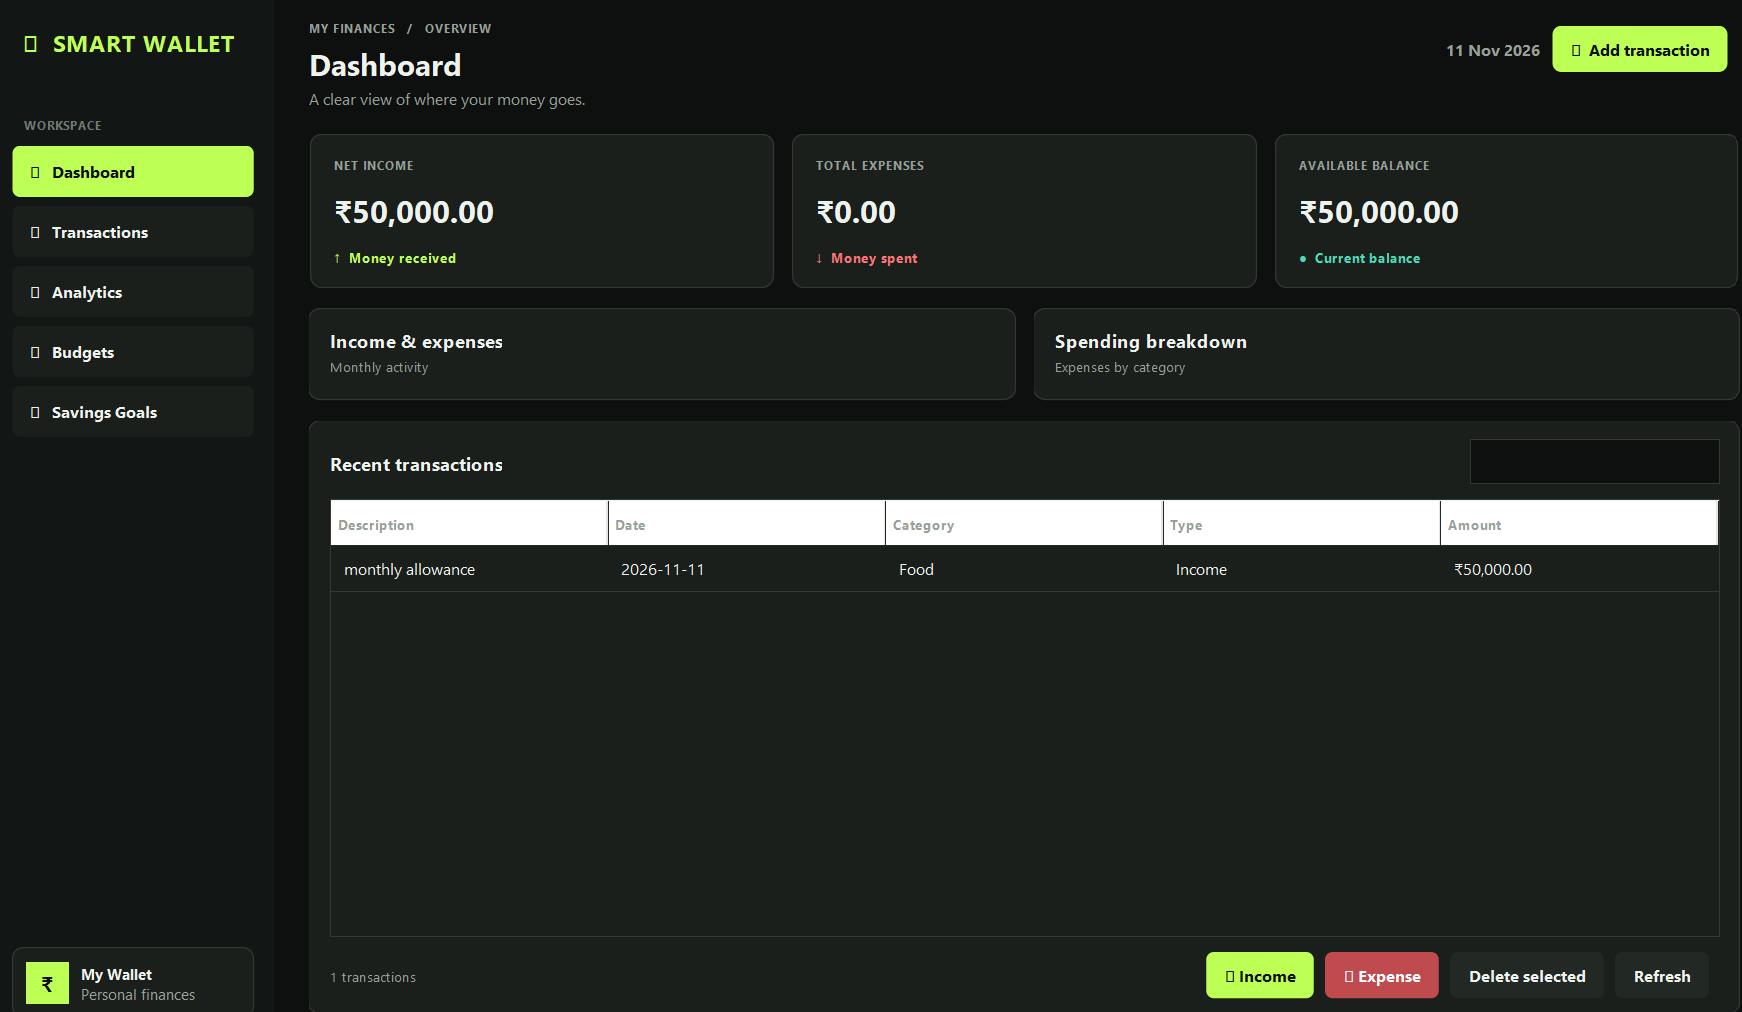 SMART WALLET
WORKSPACE
Dashboard
Transactions
Analytics
Budgets
Savings Goals
₹
My Wallet
Personal finances
MY FINANCES / OVERVIEW
Dashboard
A clear view of where your money goes.
11 Nov 2026
Add transaction
NET INCOME
₹50,000.00
↑ Money received
TOTAL EXPENSES
₹0.00
↓ Money spent
AVAILABLE BALANCE
₹50,000.00
● Current balance
Income & expenses
Monthly activity
Spending breakdown
Expenses by category
Recent transactions
Description Date Category Type Amount
monthly allowance 2026-11-11 Food Income ₹50,000.00
1 transactions
Income
Expense
Delete selected
Refresh